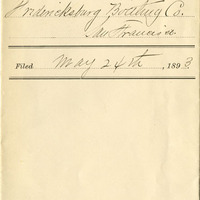 Fredericksburg Bottling Co.
San Francisco.
Filed May 24th, 1893